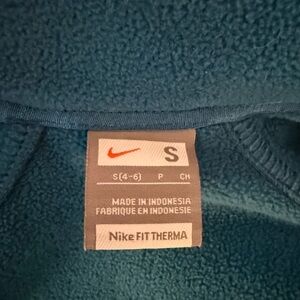 S
S(4-6) P CH
MADE IN INDONESIA
FABRIQUE EN INDONESIE
Nike FIT THERMA